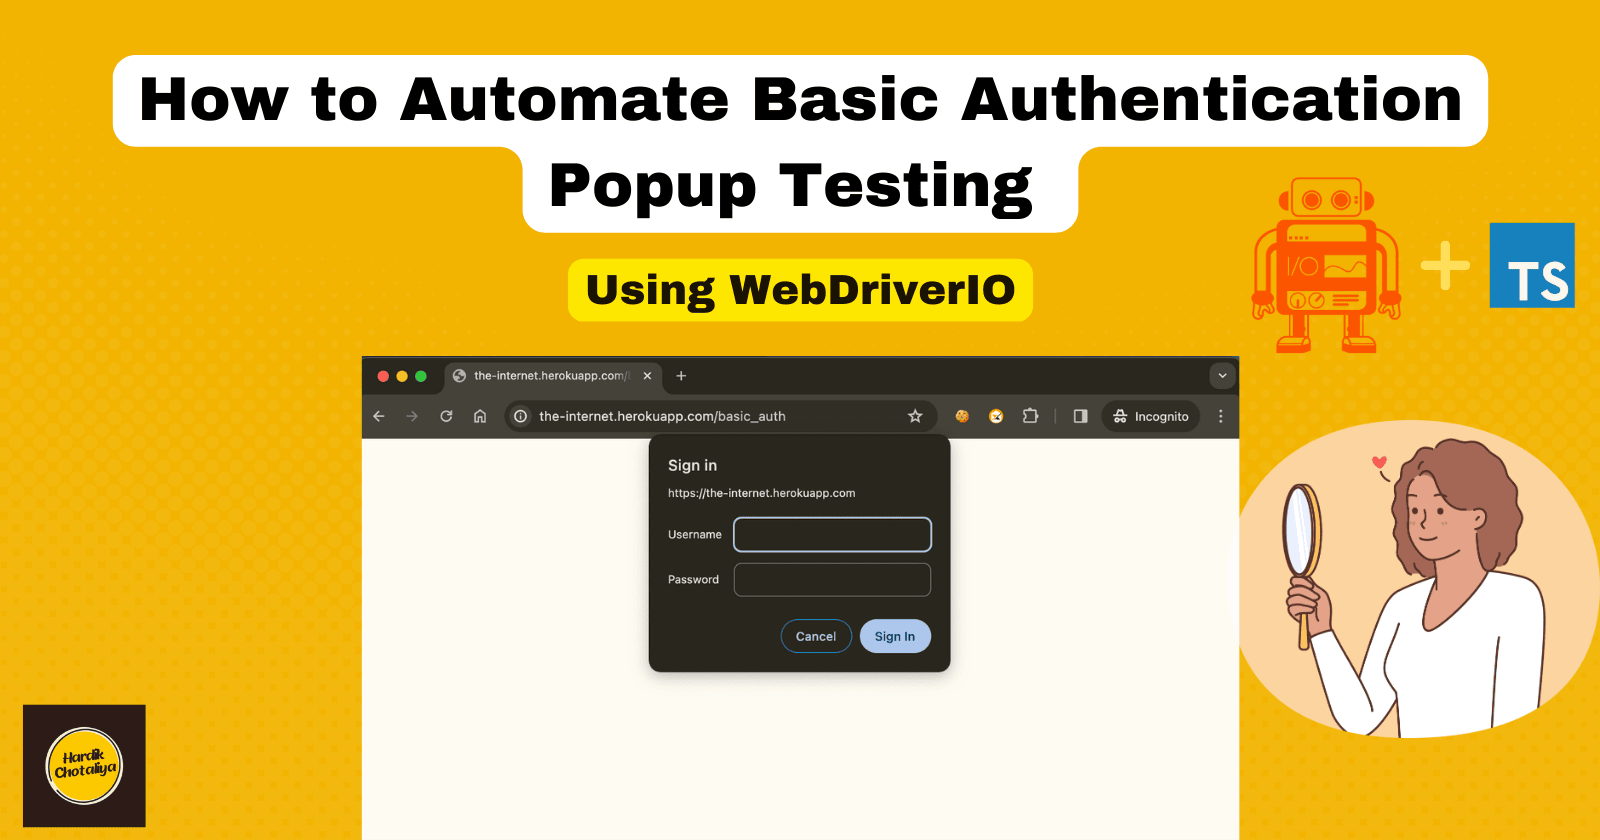 How to Automate Basic Authentication
Popup Testing
Using WebDriverIO
I/O
TS
the-internet.herokuapp.com/
the-internet.herokuapp.com/basic_auth
Incognito
Sign in
https://the-internet.herokuapp.com
Username
Password
Cancel
Sign In
Hardik
Chotaliya